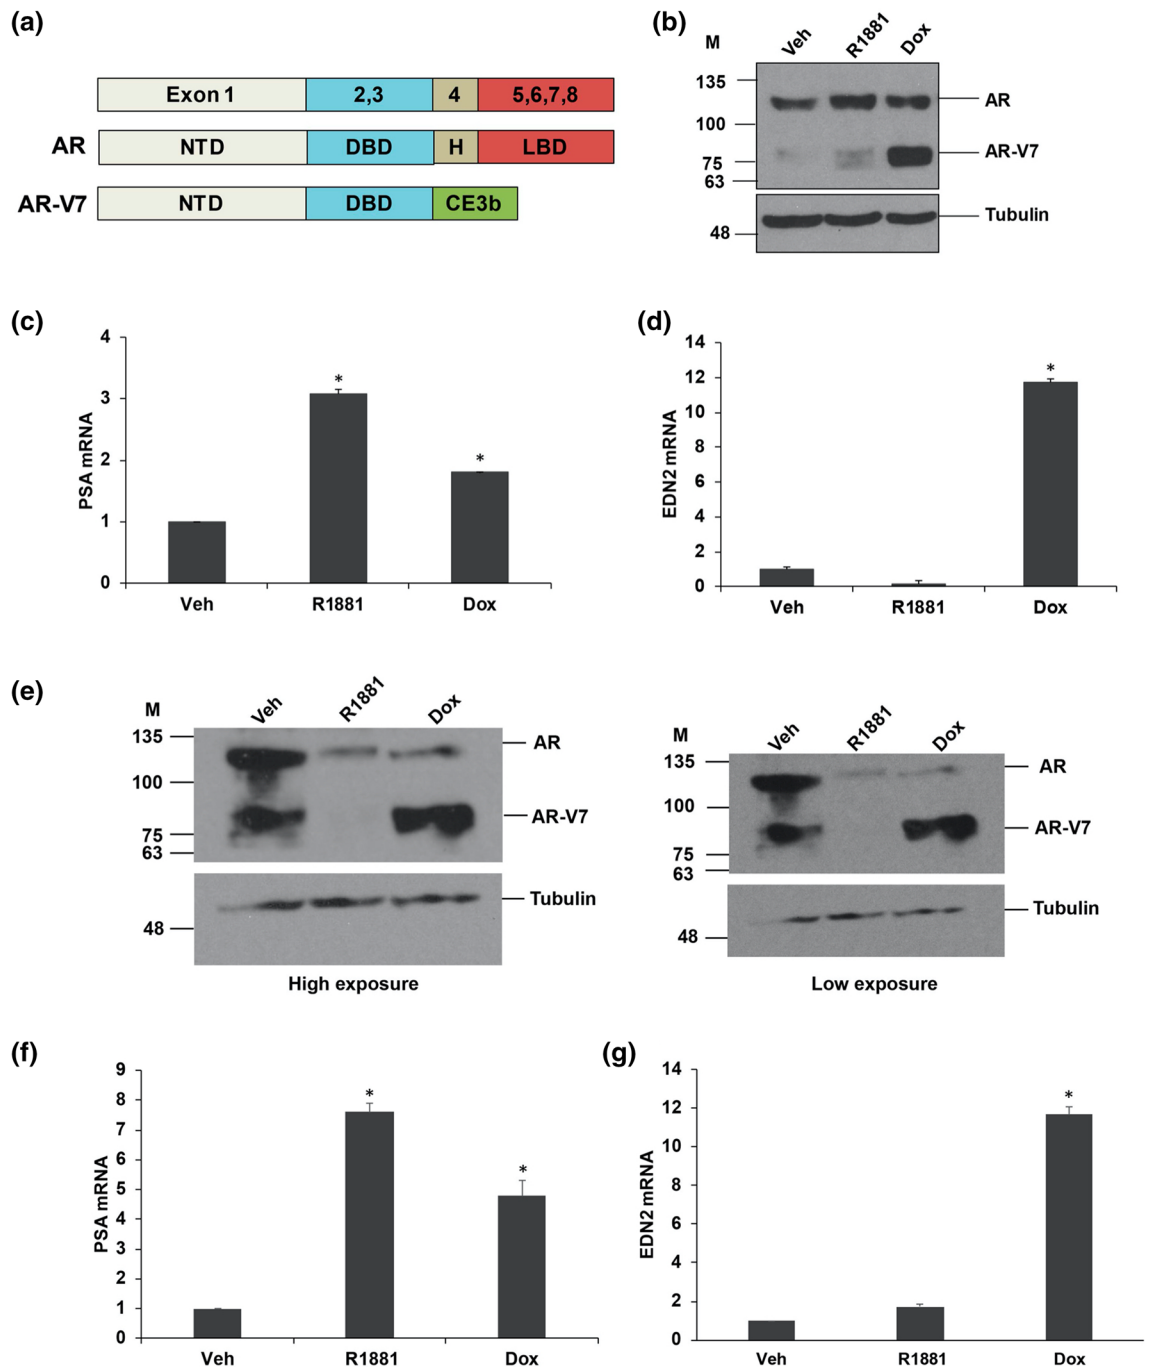 (a)
Exon 1 2,3 4 5,6,7,8
AR NTD DBD H LBD
AR-V7 NTD DBD CE3b
(b)
M Veh R1881 Dox
135
AR
100
AR-V7
75
63
Tubulin
48
(c)
PSA mRNA
4
3
2
1
0
* *
Veh R1881 Dox
(d)
EDN2 mRNA
14
12
10
8
6
4
2
0
*
Veh R1881 Dox
(e)
M Veh R1881 Dox
135
AR
100
AR-V7
75
63
Tubulin
48
High exposure
M Veh R1881 Dox
135
AR
100
AR-V7
75
63
Tubulin
48
Low exposure
(f)
PSA mRNA
9
8
7
6
5
4
3
2
1
0
* *
Veh R1881 Dox
(g)
EDN2 mRNA
14
12
10
8
6
4
2
0
*
Veh R1881 Dox